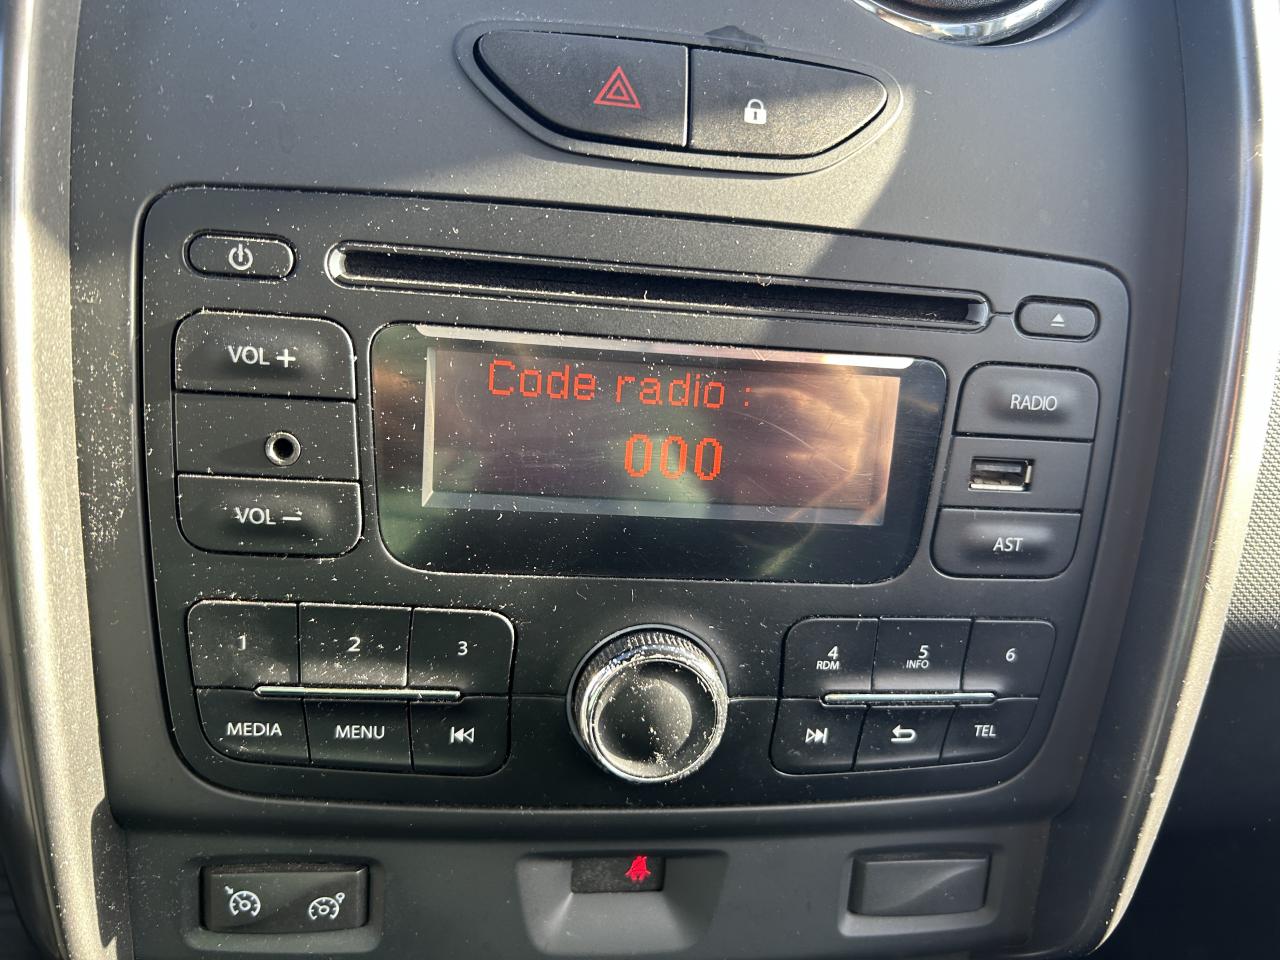 VOL +
Code radio :
000
RADIO
VOL –
AST
1
2
3
4
RDM
5
INFO
6
MEDIA
MENU
TEL